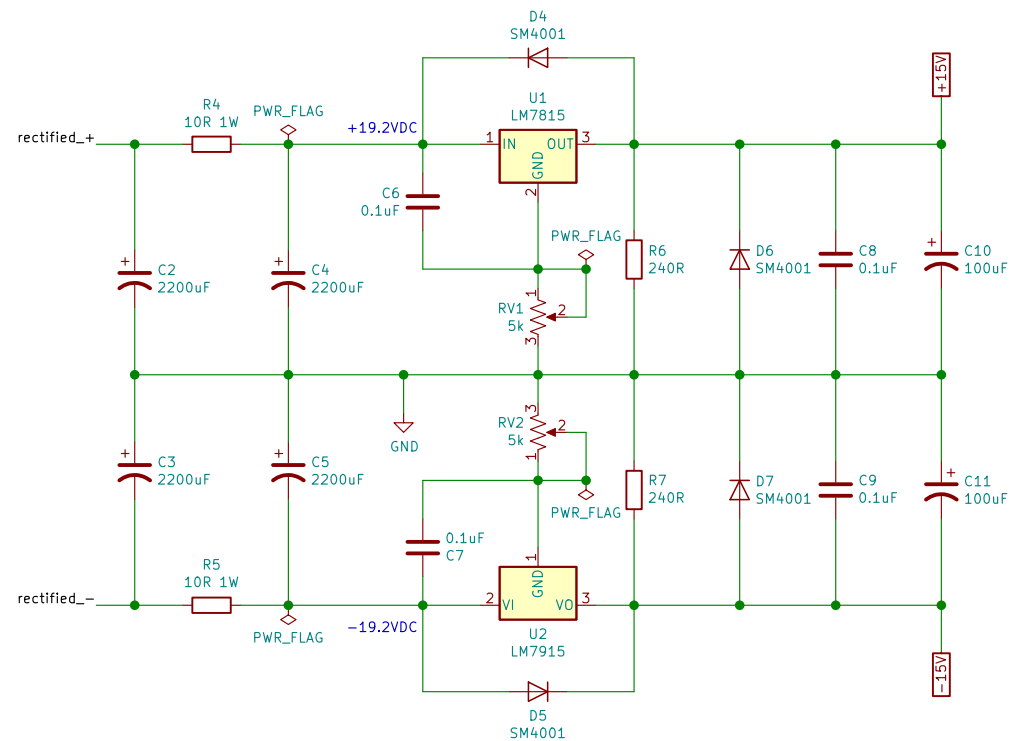 D4
SM4001
+15V
R4
10R 1W
PWR_FLAG
U1
LM7815
+19.2VDC
rectified_+
1
IN
OUT
3
GND
2
C6
0.1uF
PWR_FLAG
R6
240R
D6
SM4001
C8
0.1uF
+
C10
100uF
+
C2
2200uF
+
C4
2200uF
1
RV1
5k
2
3
GND
3
RV2
5k
2
1
+
C3
2200uF
+
C5
2200uF
R7
240R
D7
SM4001
C9
0.1uF
+
C11
100uF
PWR_FLAG
0.1uF
C7
R5
10R 1W
1
GND
rectified_-
2
VI
VO
3
PWR_FLAG
-19.2VDC
U2
LM7915
-15V
D5
SM4001